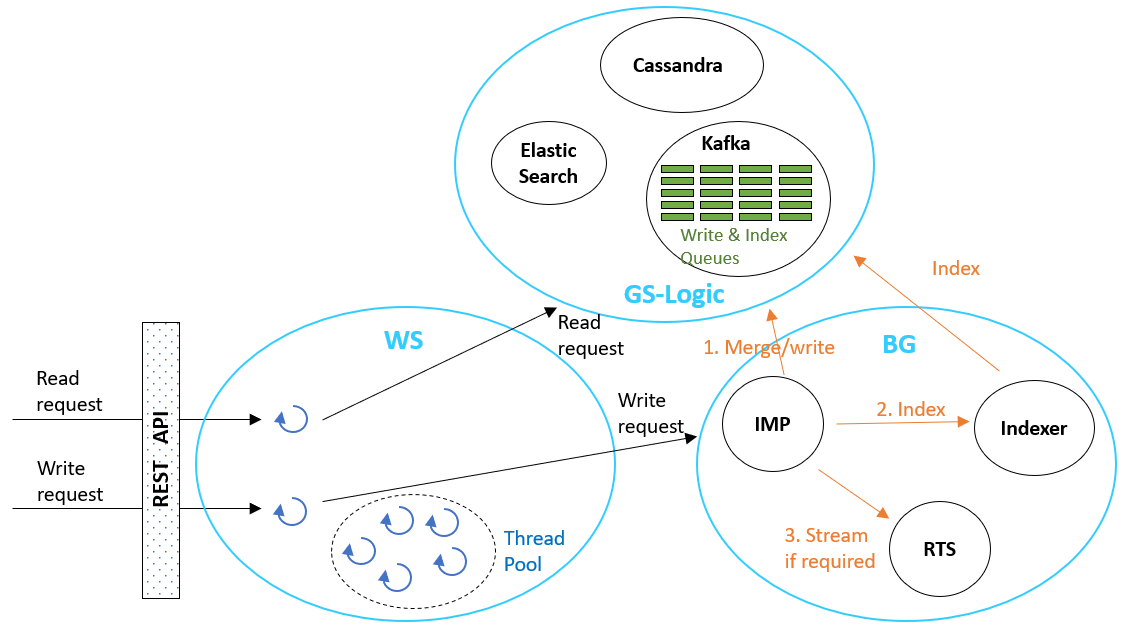 Cassandra
Elastic
Search
Kafka
Write & Index
Queues
GS-Logic
Index
WS
Read
request
1. Merge/write
BG
Read
request
Write
request
REST API
Write
request
IMP
2. Index
Indexer
Thread
Pool
3. Stream
if required
RTS